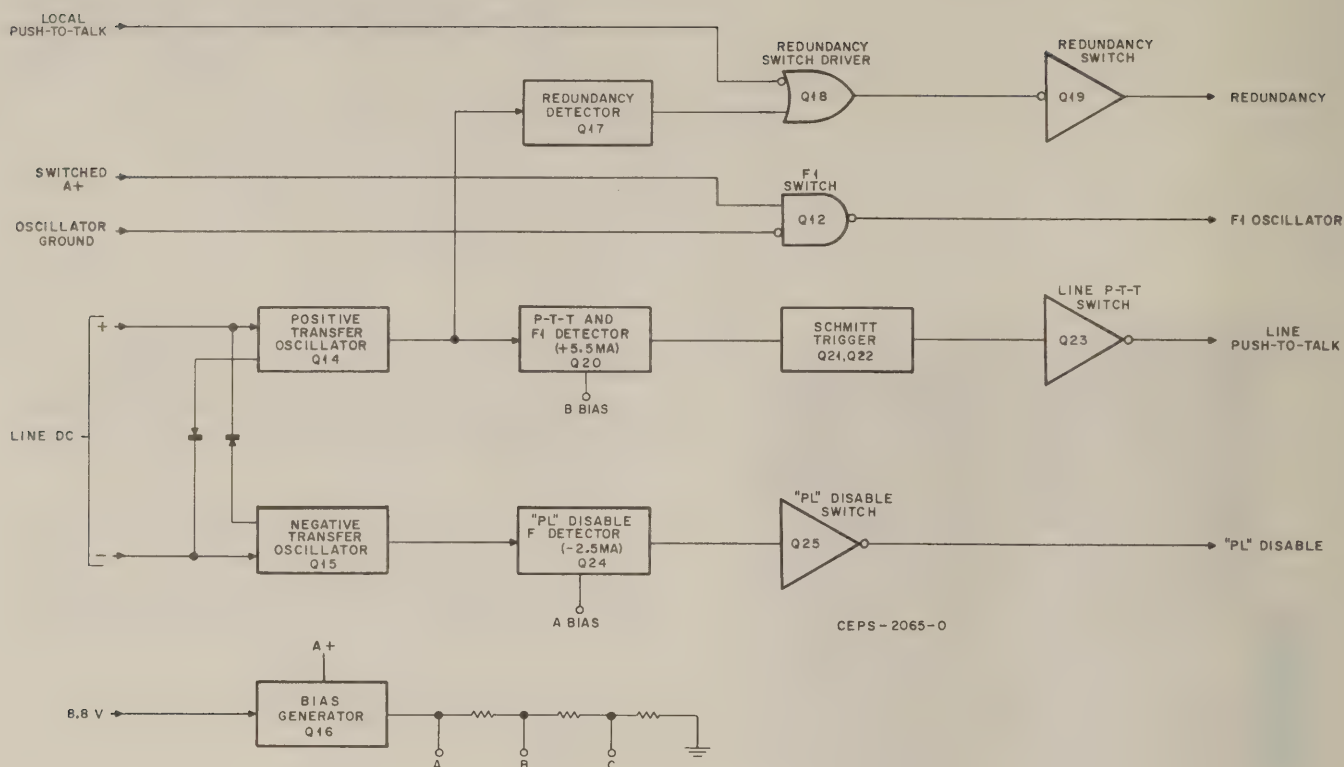 LOCAL
PUSH-TO-TALK
REDUNDANCY
SWITCH DRIVER
Q18
REDUNDANCY
SWITCH
Q19
REDUNDANCY
REDUNDANCY
DETECTOR
Q17
SWITCHED
A+
OSCILLATOR
GROUND
F1
SWITCH
Q12
F1 OSCILLATOR
LINE DC
+
−
POSITIVE
TRANSFER
OSCILLATOR
Q14
P-T-T AND
F1 DETECTOR
(+5.5MA)
Q20
B BIAS
SCHMITT
TRIGGER
Q21,Q22
LINE P-T-T
SWITCH
Q23
LINE
PUSH-TO-TALK
NEGATIVE
TRANSFER
OSCILLATOR
Q15
"PL" DISABLE
F DETECTOR
(-2.5MA)
Q24
A BIAS
"PL" DISABLE
SWITCH
Q25
"PL" DISABLE
CEPS-2065-0
A+
8.8 V
BIAS
GENERATOR
Q16
A
B
C